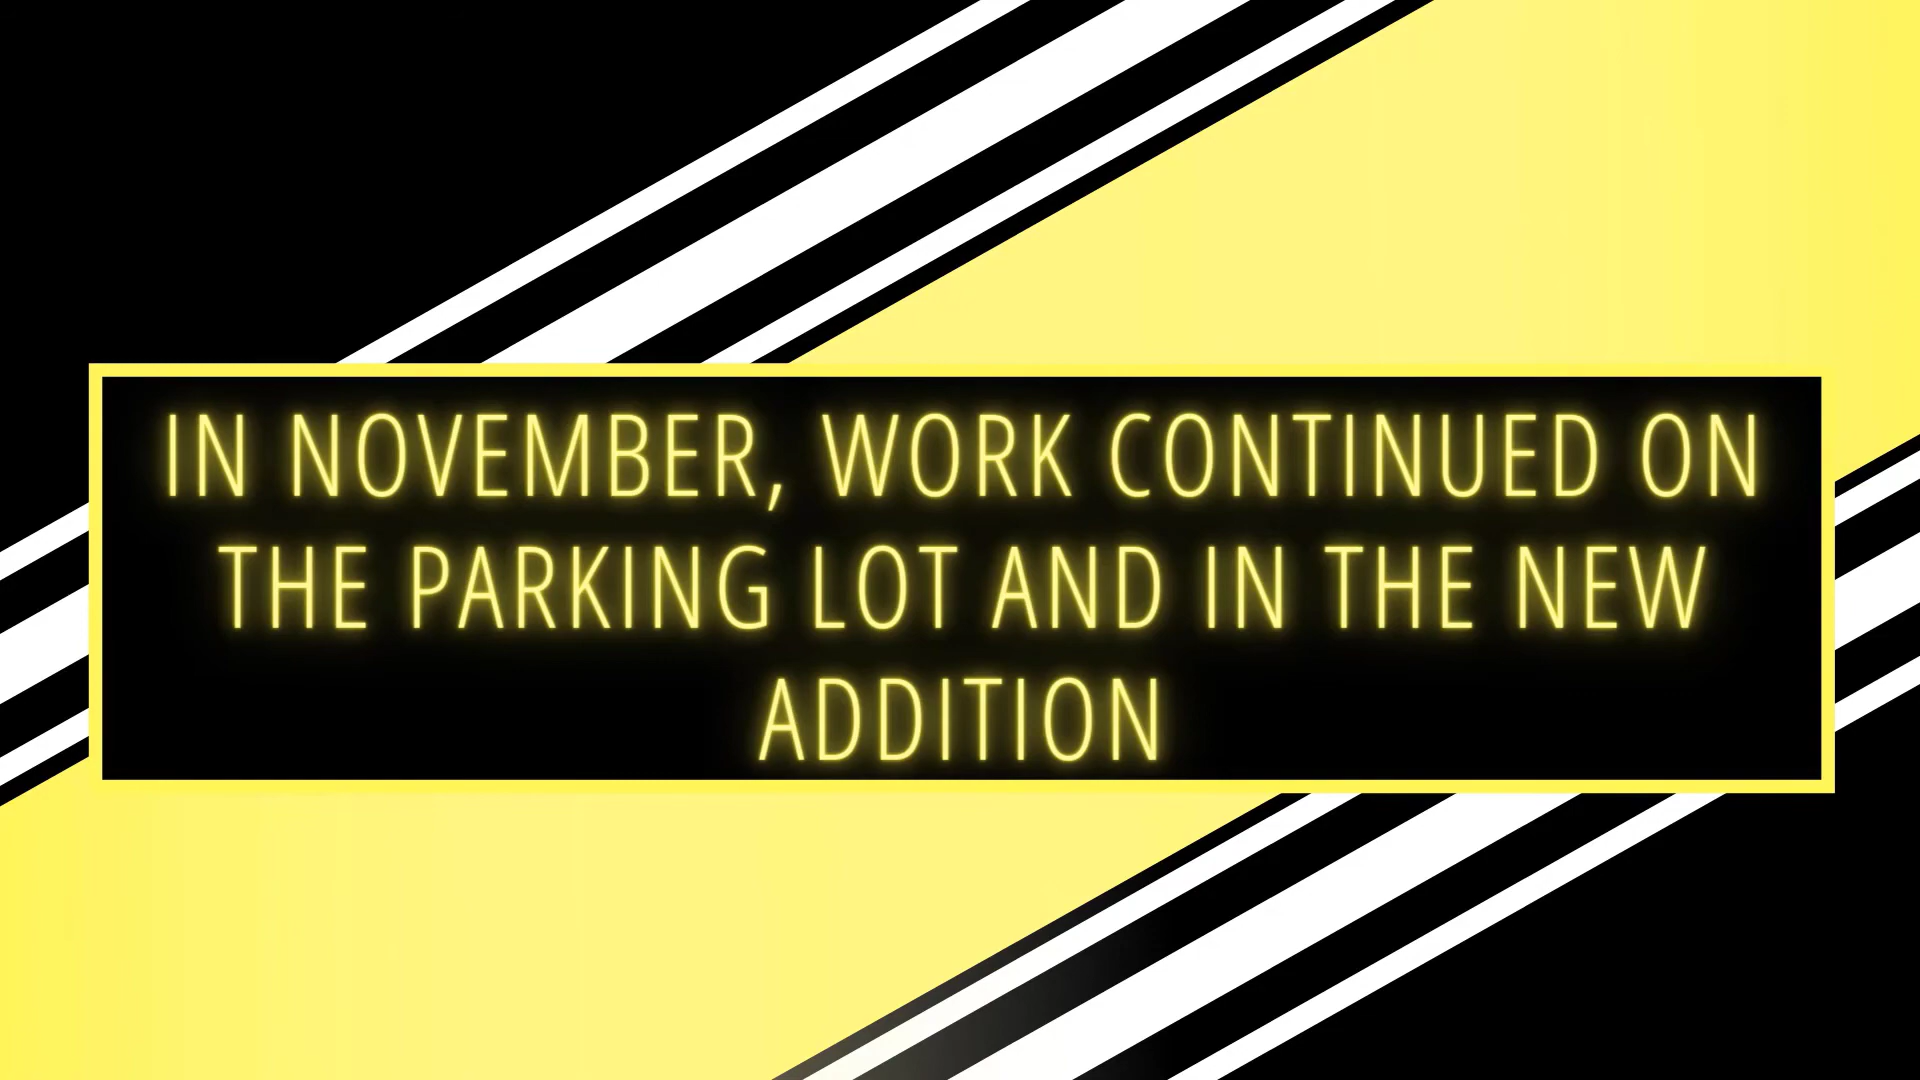 IN NOVEMBER, WORK CONTINUED ON
THE PARKING LOT AND IN THE NEW
ADDITION